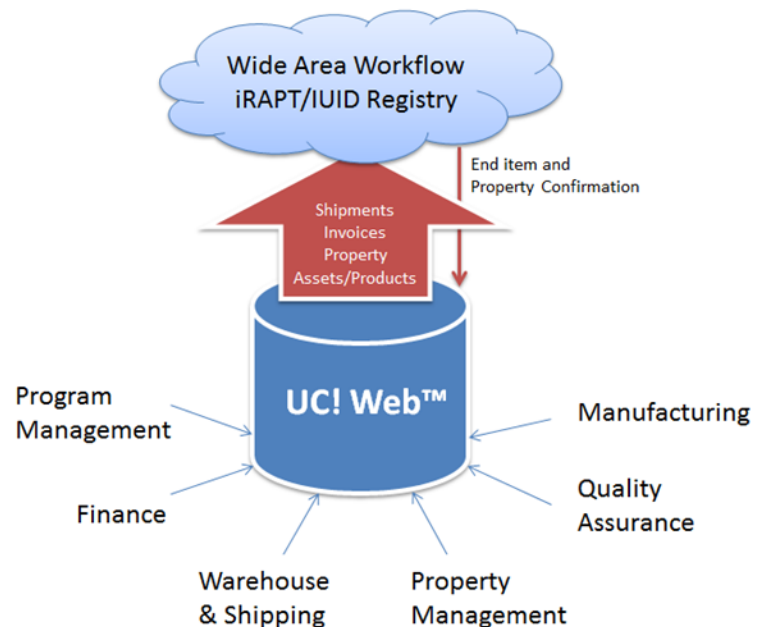 Wide Area Workflow
iRAPT/IUID Registry
End item and
Property Confirmation
Shipments
Invoices
Property
Assets/Products
UC! Web™
Program
Management
Manufacturing
Finance
Quality
Assurance
Warehouse
& Shipping
Property
Management